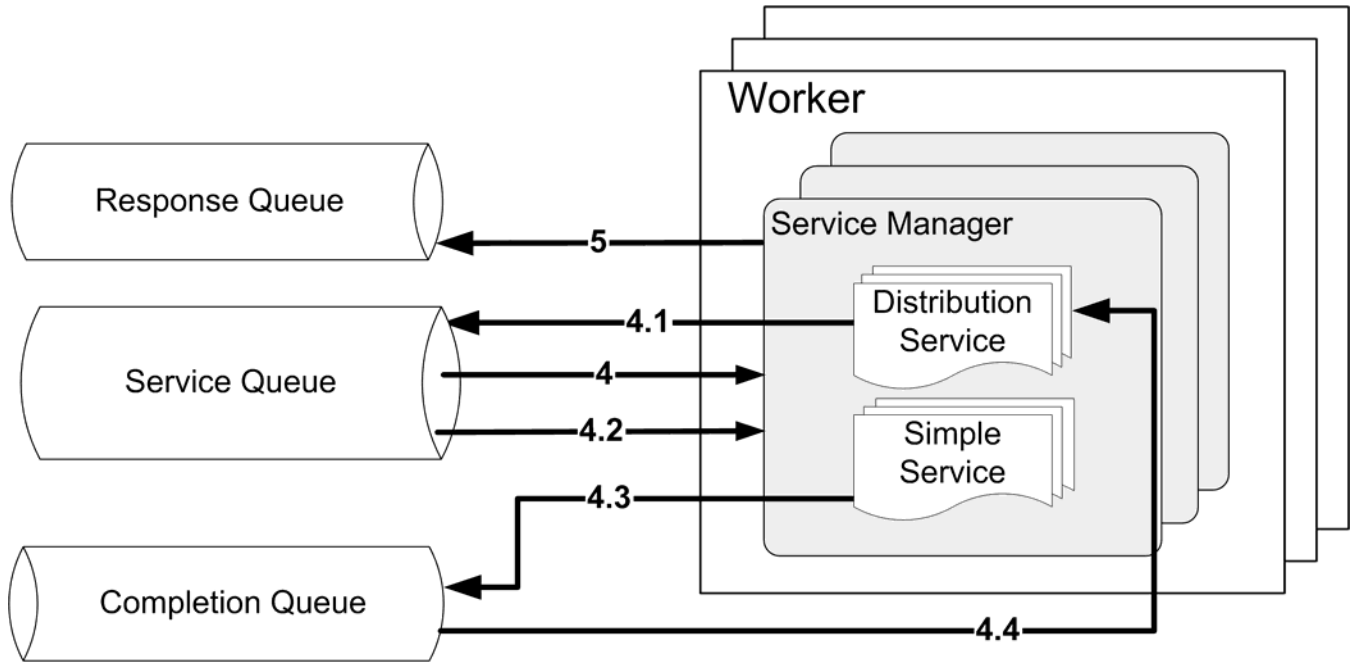 Worker
Response Queue
Service Manager
5
Distribution
Service
4.1
Service Queue
4
4.2
Simple
Service
4.3
Completion Queue
4.4